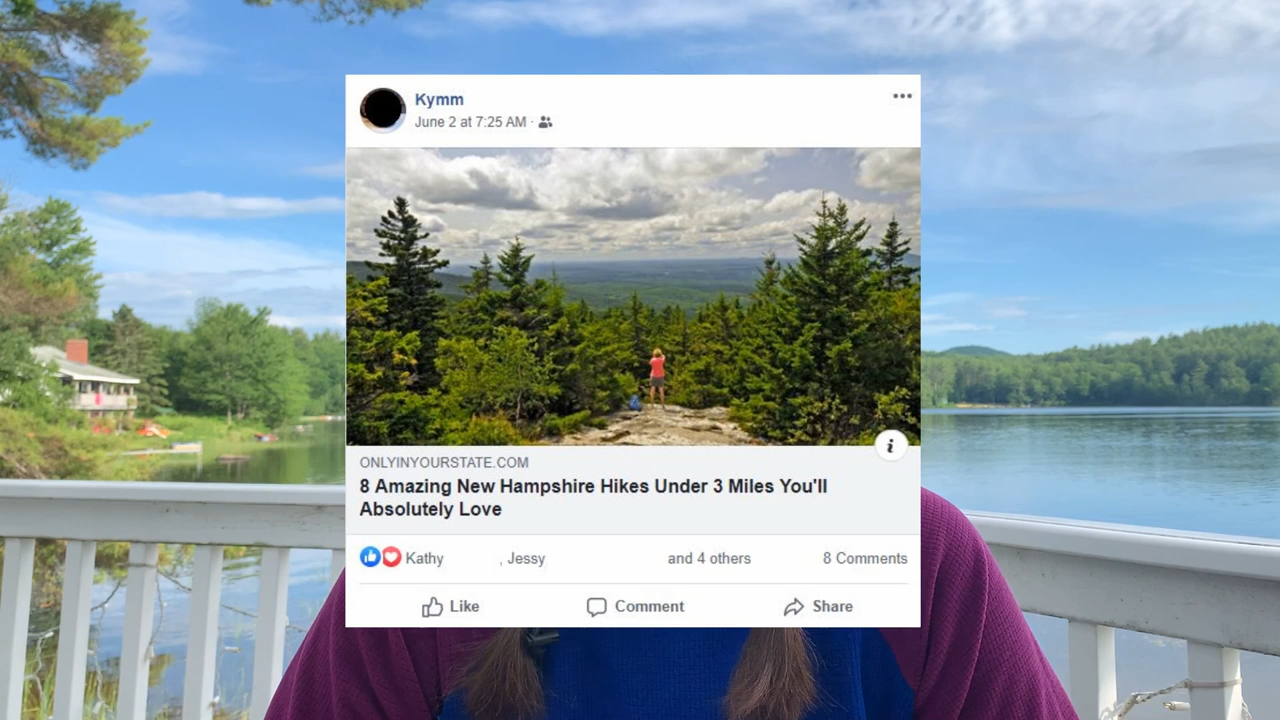 Kymm
June 2 at 7:25 AM ·
ONLYINYOURSTATE.COM
8 Amazing New Hampshire Hikes Under 3 Miles You'll
Absolutely Love
Kathy , Jessy and 4 others 8 Comments
Like Comment Share